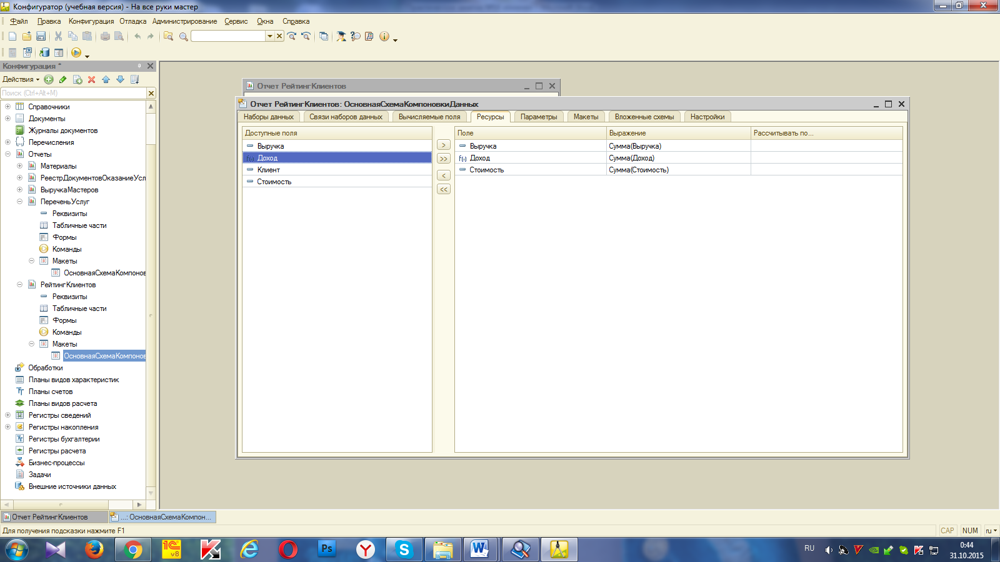 Конфигуратор (учебная версия) - На все руки мастер
Файл Правка Конфигурация Отладка Администрирование Сервис Окна Справка
Конфигурация *
Действия
Поиск (Ctrl+Alt+M)
Справочники
Документы
Журналы документов
Перечисления
Отчеты
Материалы
РеестрДокументовОказаниеУсл
ВыручкаМастеров
ПереченьУслуг
Реквизиты
Табличные части
Формы
Команды
Макеты
ОсновнаяСхемаКомпонов
РейтингКлиентов
Реквизиты
Табличные части
Формы
Команды
Макеты
ОсновнаяСхемаКомпонов
Обработки
Планы видов характеристик
Планы счетов
Планы видов расчета
Регистры сведений
Регистры накопления
Регистры бухгалтерии
Регистры расчета
Бизнес-процессы
Задачи
Внешние источники данных
Отчет РейтингКлиентов
Отчет РейтингКлиентов: ОсновнаяСхемаКомпоновкиДанных
Наборы данных Связи наборов данных Вычисляемые поля Ресурсы Параметры Макеты Вложенные схемы Настройки
Доступные поля
Выручка
f(x) Доход
Клиент
Стоимость
> 
>>
<
<<
Поле Выражение Рассчитывать по...
Выручка Сумма(Выручка)
f(x) Доход Сумма(Доход)
Стоимость Сумма(Стоимость)
Отчет РейтингКлиентов ...: ОсновнаяСхемаКомпон...
Для получения подсказки нажмите F1 CAP NUM ru
1С v8 Ps RU 0:44
31.10.2015